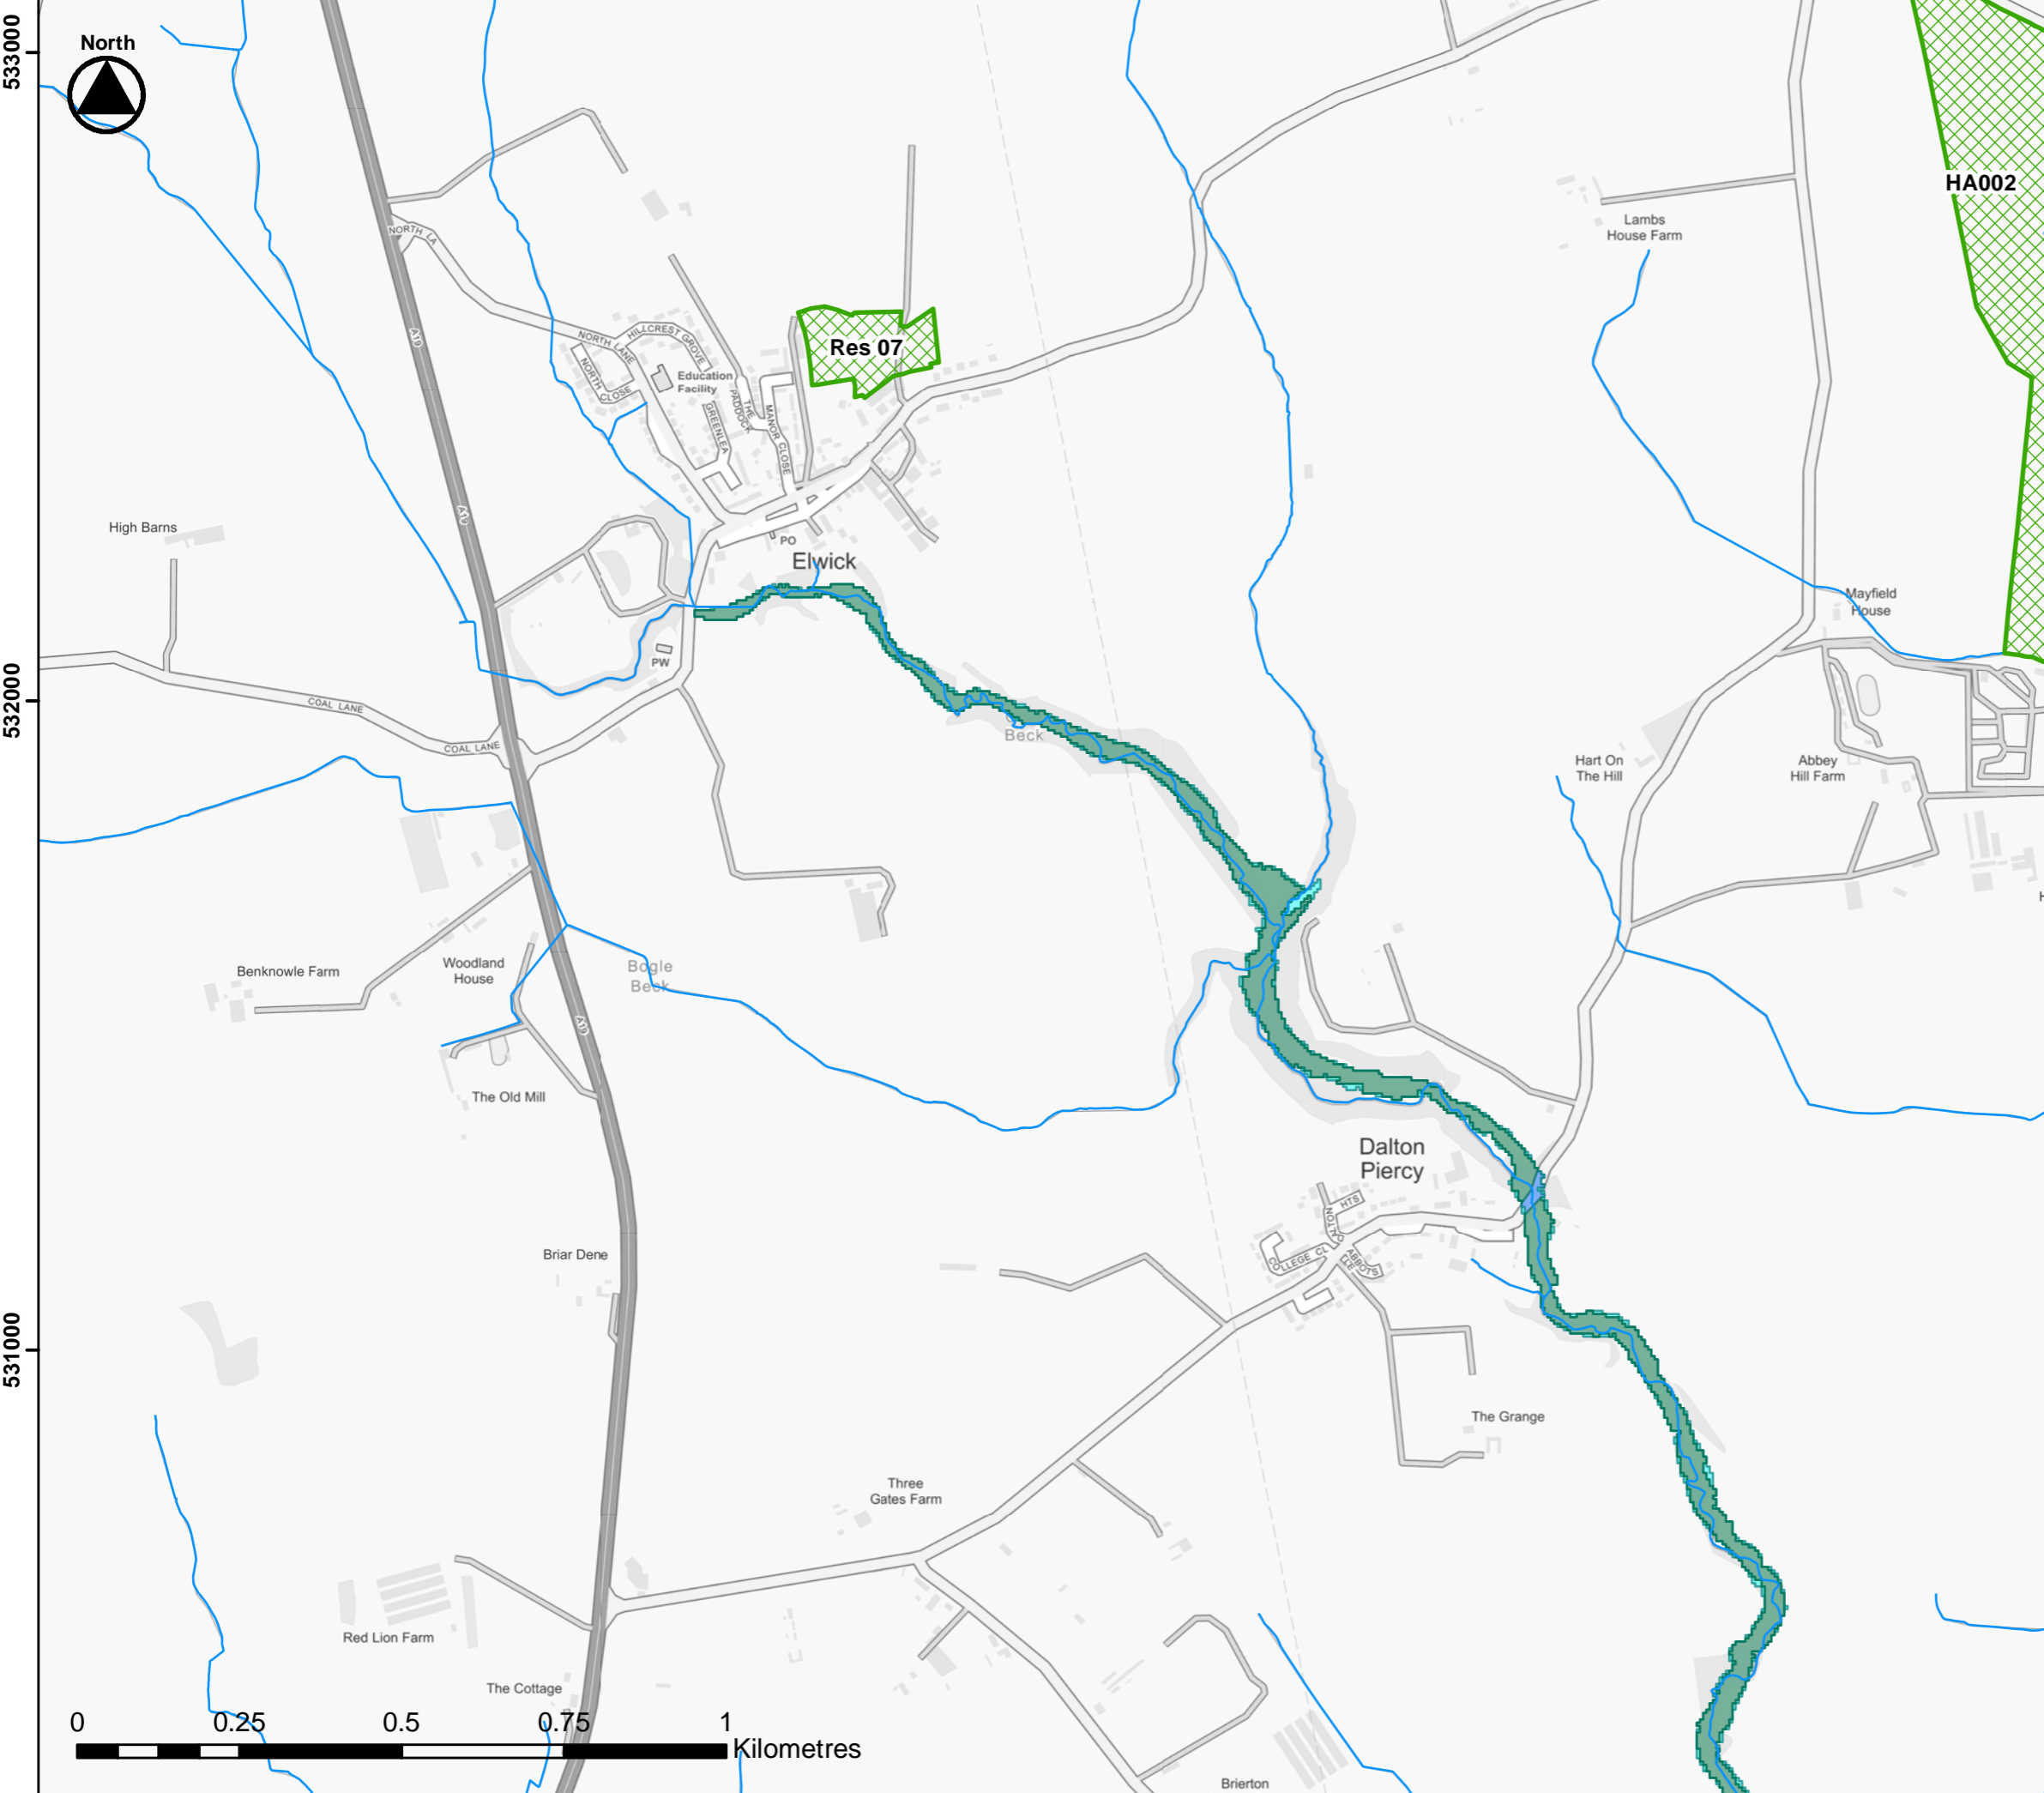 533000
North
HA002
Lambs
House Farm
NORTH LA
A19
Res 07
HILLCREST GROVE
NORTH LANE
NORTH
CLOSE
Education
Facility
THE
PADDOCK
GREENLEA
MANOR CLOSE
High Barns
PO
Elwick
Mayfield
House
PW
532000
COAL LANE
COAL LANE
Beck
Hart On
The Hill
Abbey
Hill Farm
H
Benknowle Farm
Woodland
House
Bogle
Beck
A19
The Old Mill
Dalton
Piercy
HTS
COLLEGE CL
ABBOTS
Briar Dene
531000
The Grange
Three
Gates Farm
Red Lion Farm
The Cottage
0 0.25 0.5 0.75 1
Kilometres
Brierton